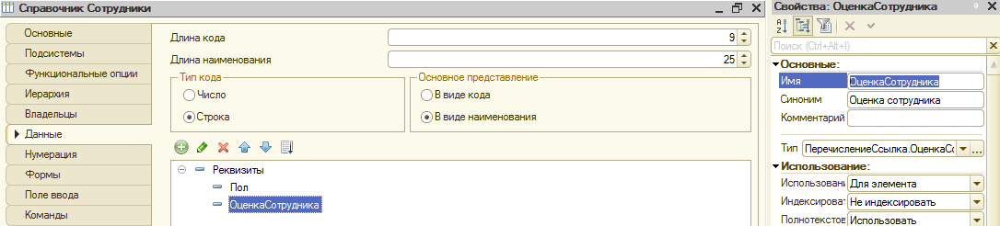 Справочник Сотрудники
Основные
Подсистемы
Функциональные опции
Иерархия
Владельцы
Данные
Нумерация
Формы
Поле ввода
Команды
Длина кода 9
Длина наименования 25
Тип кода
Число
Строка
Основное представление
В виде кода
В виде наименования
Реквизиты
Пол
ОценкаСотрудника
Свойства: ОценкаСотрудника
Поиск (Ctrl+Alt+I)
Основные:
Имя ОценкаСотрудника
Синоним Оценка сотрудника
Комментарий
Тип ПеречислениеСсылка.ОценкаСо ...
Использование:
Использовани Для элемента
Индексироват Не индексировать
Полнотекстов Использовать